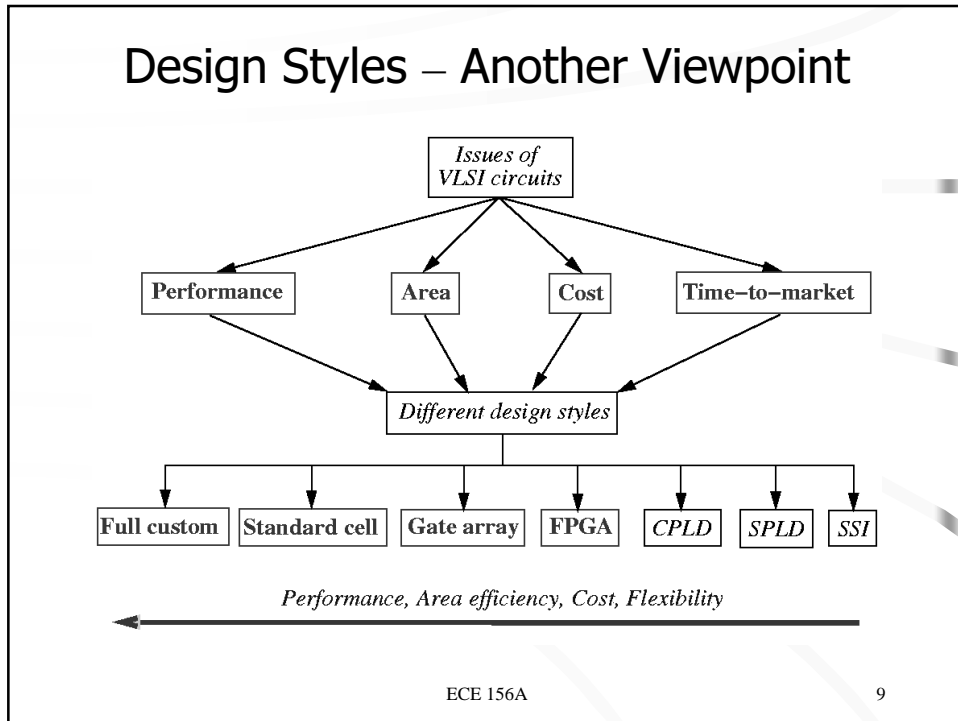 Design Styles – Another Viewpoint
Issues of
VLSI circuits
Performance
Area
Cost
Time−to−market
Different design styles
Full custom
Standard cell
Gate array
FPGA
CPLD
SPLD
SSI
Performance, Area efficiency, Cost, Flexibility
ECE 156A
9